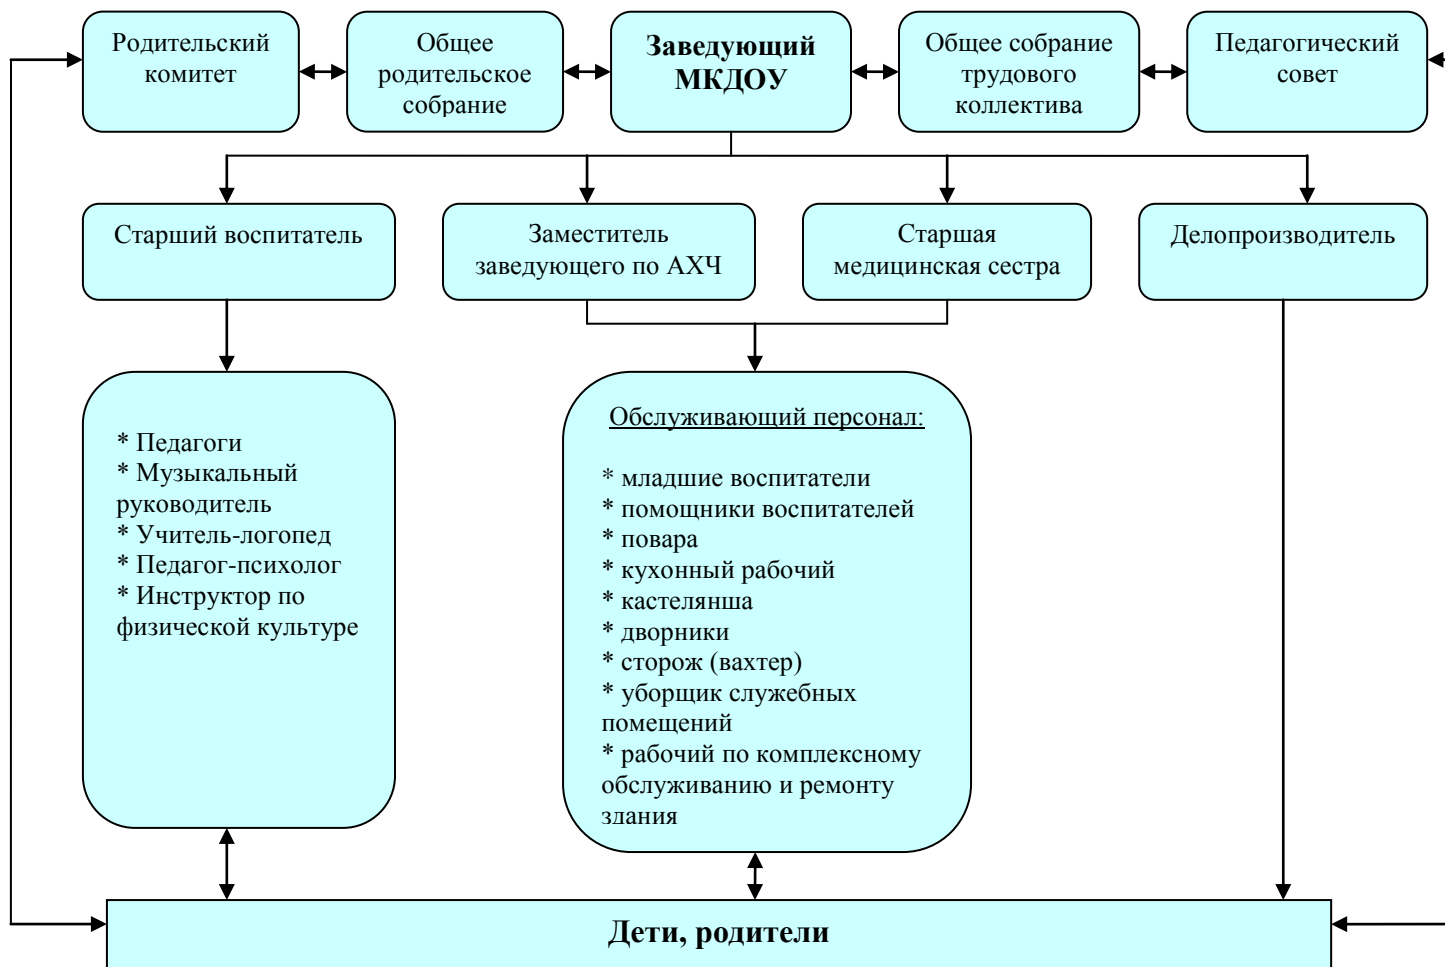 Родительский
комитет
Общее
родительское
собрание
Заведующий
МКДОУ
Общее собрание
трудового
коллектива
Педагогический
совет
Старший воспитатель
Заместитель
заведующего по АХЧ
Старшая
медицинская сестра
Делопроизводитель
* Педагоги
* Музыкальный
руководитель
* Учитель-логопед
* Педагог-психолог
* Инструктор по
физической культуре
Обслуживающий персонал:
* младшие воспитатели
* помощники воспитателей
* повара
* кухонный рабочий
* кастелянша
* дворники
* сторож (вахтер)
* уборщик служебных
помещений
* рабочий по комплексному
обслуживанию и ремонту
здания
Дети, родители